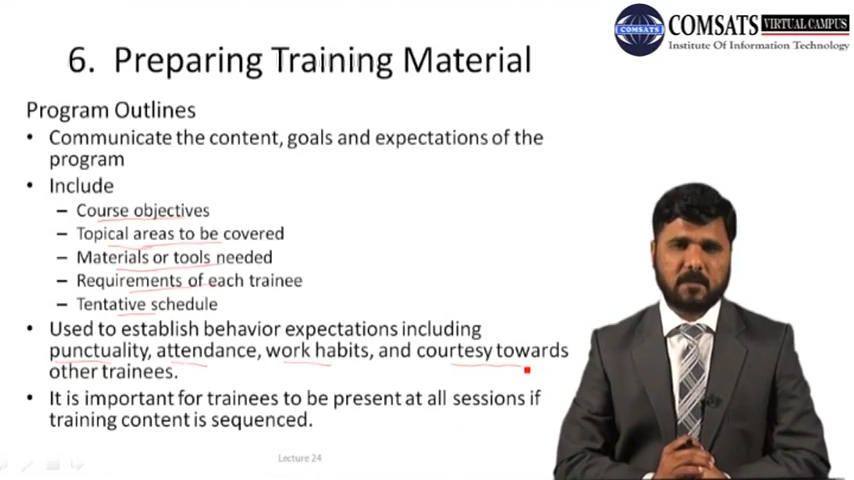 COMSATS
COMSATS VIRTUAL CAMPUS
Institute Of Information Technology
6. Preparing Training Material
Program Outlines
• Communicate the content, goals and expectations of the
program
• Include
– Course objectives
– Topical areas to be covered
– Materials or tools needed
– Requirements of each trainee
– Tentative schedule
• Used to establish behavior expectations including
punctuality, attendance, work habits, and courtesy towards
other trainees.
• It is important for trainees to be present at all sessions if
training content is sequenced.
Lecture 24